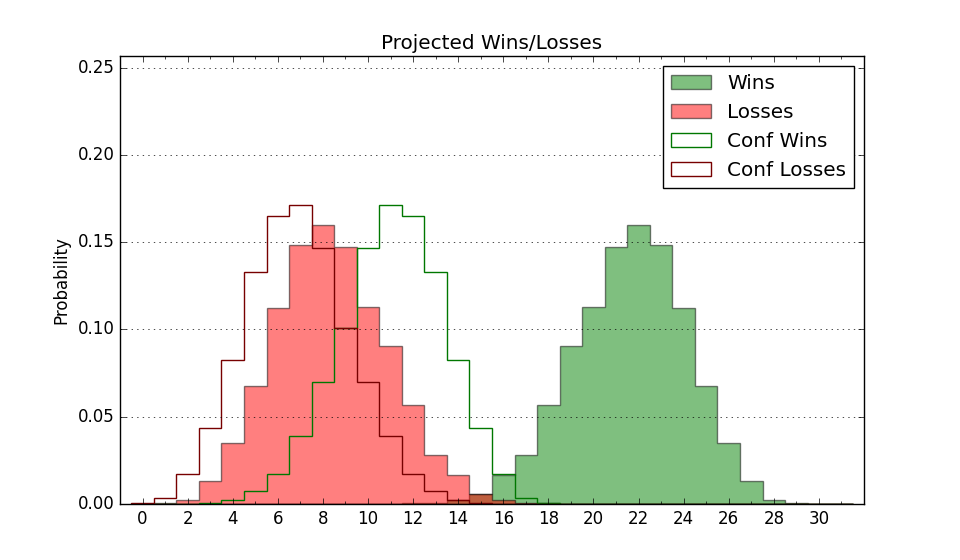 Projected Wins/Losses
0.25
0.20
0.15
0.10
0.05
0.00
Probability
Wins
Losses
Conf Wins
Conf Losses
0 2 4 6 8 10 12 14 16 18 20 22 24 26 28 30